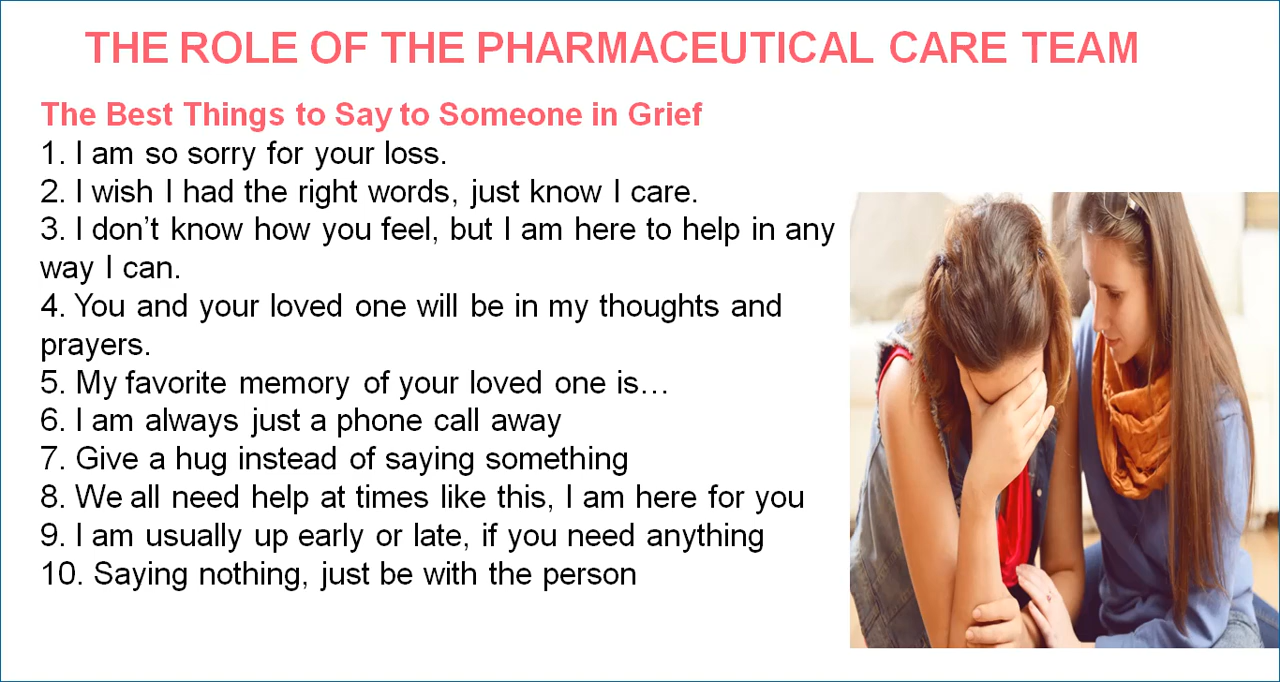 THE ROLE OF THE PHARMACEUTICAL CARE TEAM
The Best Things to Say to Someone in Grief
1. I am so sorry for your loss.
2. I wish I had the right words, just know I care.
3. I don’t know how you feel, but I am here to help in any
way I can.
4. You and your loved one will be in my thoughts and
prayers.
5. My favorite memory of your loved one is…
6. I am always just a phone call away
7. Give a hug instead of saying something
8. We all need help at times like this, I am here for you
9. I am usually up early or late, if you need anything
10. Saying nothing, just be with the person